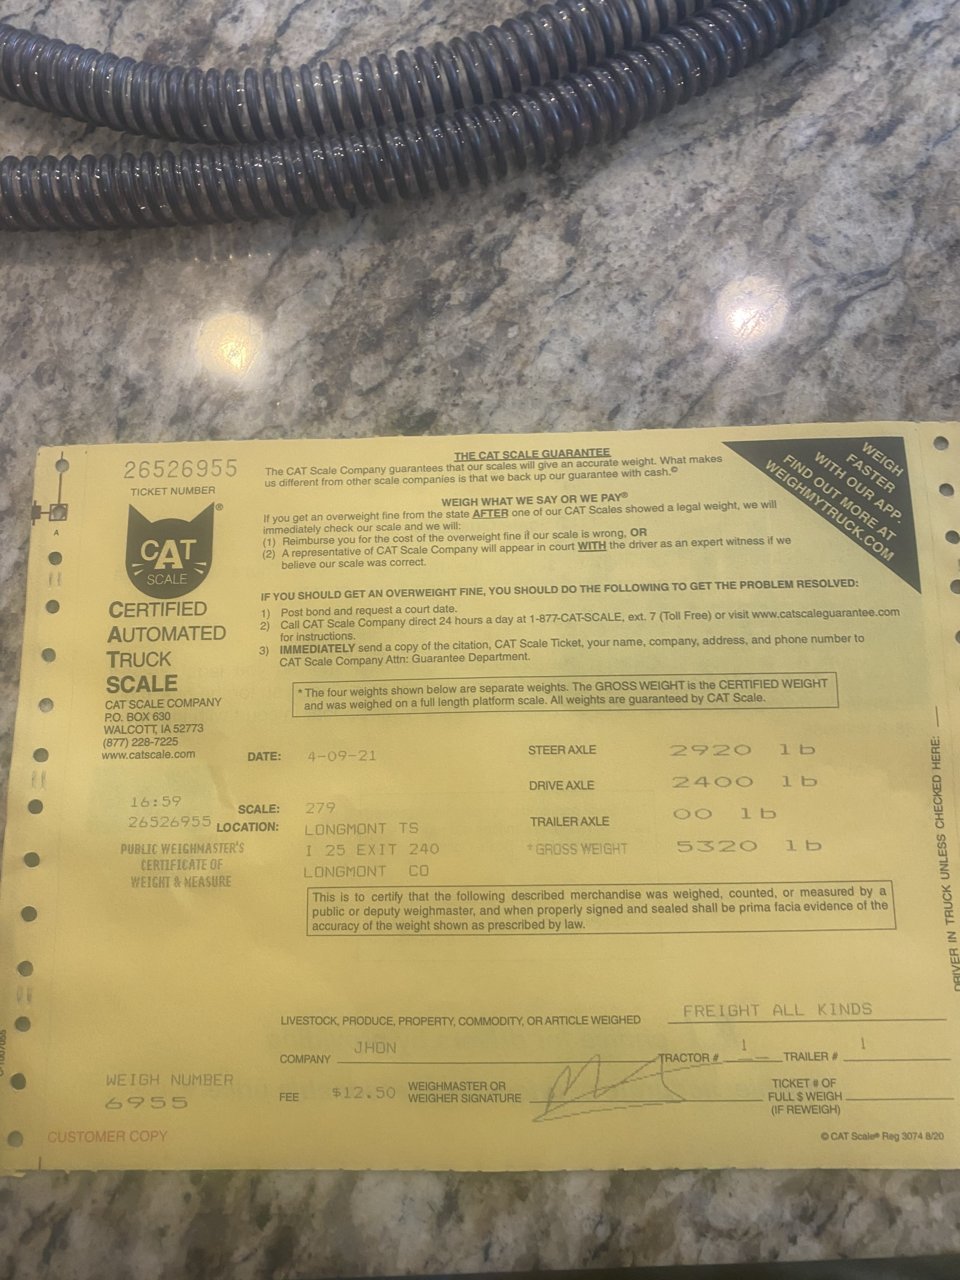 26526955
TICKET NUMBER
CAT
SCALE
®
CERTIFIED
AUTOMATED
TRUCK
SCALE
CAT SCALE COMPANY
P.O. BOX 630
WALCOTT, IA 52773
(877) 228-7225
www.catscale.com
THE CAT SCALE GUARANTEE
The CAT Scale Company guarantees that our scales will give an accurate weight. What makes
us different from other scale companies is that we back up our guarantee with cash.©
WEIGH WHAT WE SAY OR WE PAY®
If you get an overweight fine from the state AFTER one of our CAT Scales showed a legal weight, we will
immediately check our scale and we will:
(1) Reimburse you for the cost of the overweight fine if our scale is wrong, OR
(2) A representative of CAT Scale Company will appear in court WITH the driver as an expert witness if we
believe our scale was correct.
WEIGH
FASTER
WITH OUR APP.
FIND OUT MORE AT
WEIGHMYTRUCK.COM
IF YOU SHOULD GET AN OVERWEIGHT FINE, YOU SHOULD DO THE FOLLOWING TO GET THE PROBLEM RESOLVED:
1) Post bond and request a court date.
2) Call CAT Scale Company direct 24 hours a day at 1-877-CAT-SCALE, ext. 7 (Toll Free) or visit www.catscaleguarantee.com
for instructions.
3) IMMEDIATELY send a copy of the citation, CAT Scale Ticket, your name, company, address, and phone number to
CAT Scale Company Attn: Guarantee Department.
* The four weights shown below are separate weights. The GROSS WEIGHT is the CERTIFIED WEIGHT
and was weighed on a full length platform scale. All weights are guaranteed by CAT Scale.
DATE: 4-09-21
16:59
26526955
PUBLIC WEIGHMASTER'S
CERTIFICATE OF
WEIGHT & MEASURE
SCALE: 279
LOCATION: LONGMONT TS
I 25 EXIT 240
LONGMONT CO
STEER AXLE 2920 lb
DRIVE AXLE 2400 lb
TRAILER AXLE 00 lb
* GROSS WEIGHT 5320 lb
DRIVER IN TRUCK UNLESS CHECKED HERE:
This is to certify that the following described merchandise was weighed, counted, or measured by a
public or deputy weighmaster, and when properly signed and sealed shall be prima facia evidence of the
accuracy of the weight shown as prescribed by law.
LIVESTOCK, PRODUCE, PROPERTY, COMMODITY, OR ARTICLE WEIGHED FREIGHT ALL KINDS
COMPANY JHON TRACTOR # 1 TRAILER # 1
WEIGH NUMBER
6955
FEE $12.50 WEIGHMASTER OR
WEIGHER SIGNATURE
TICKET # OF
FULL $ WEIGH
(IF REWEIGH)
CUSTOMER COPY
© CAT Scale® Reg 3074 8/20